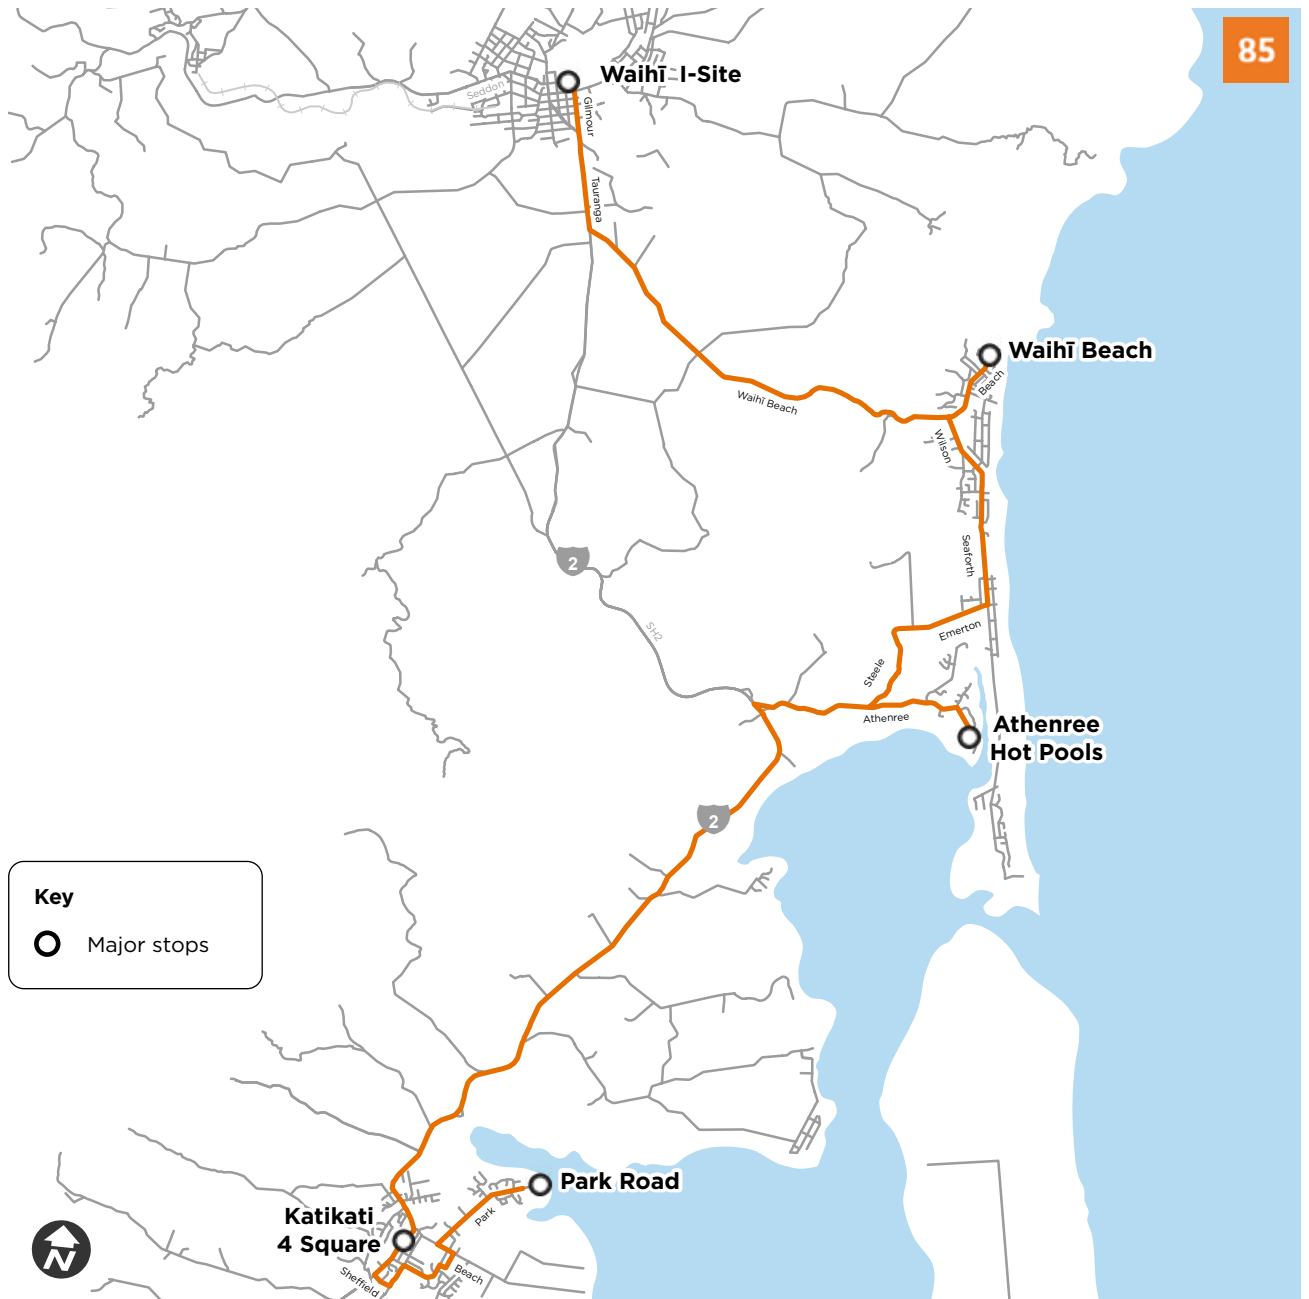 85
Waihī I-Site
Seddon
Gilmour
Tauranga
Waihī Beach
Beach
Waihī Beach
Wilson
Seaforth
2
Emerton
SH2
Steele
Athenree
Athenree
Hot Pools
2
Key
Major stops
Park Road
Katikati
4 Square
Park
N
Sheffield
Beach